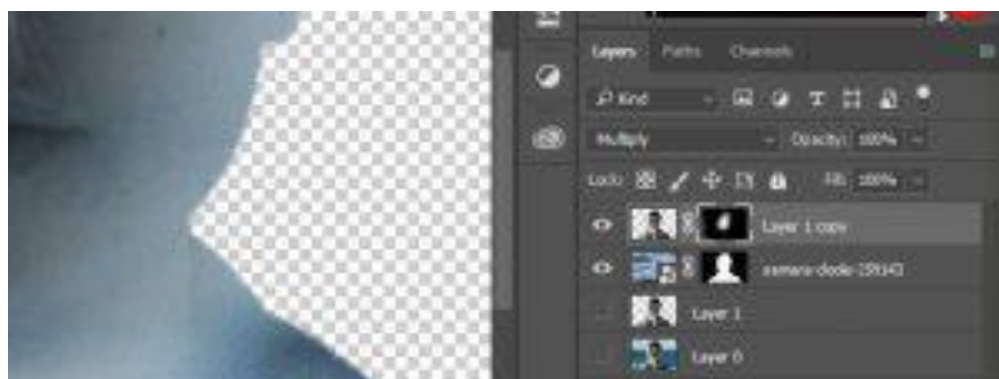 Layers Paths Channels
Kind
Multiply Opacity: 100%
Lock: Fill: 100%
Layer 1 copy
Layer 1
Layer 0